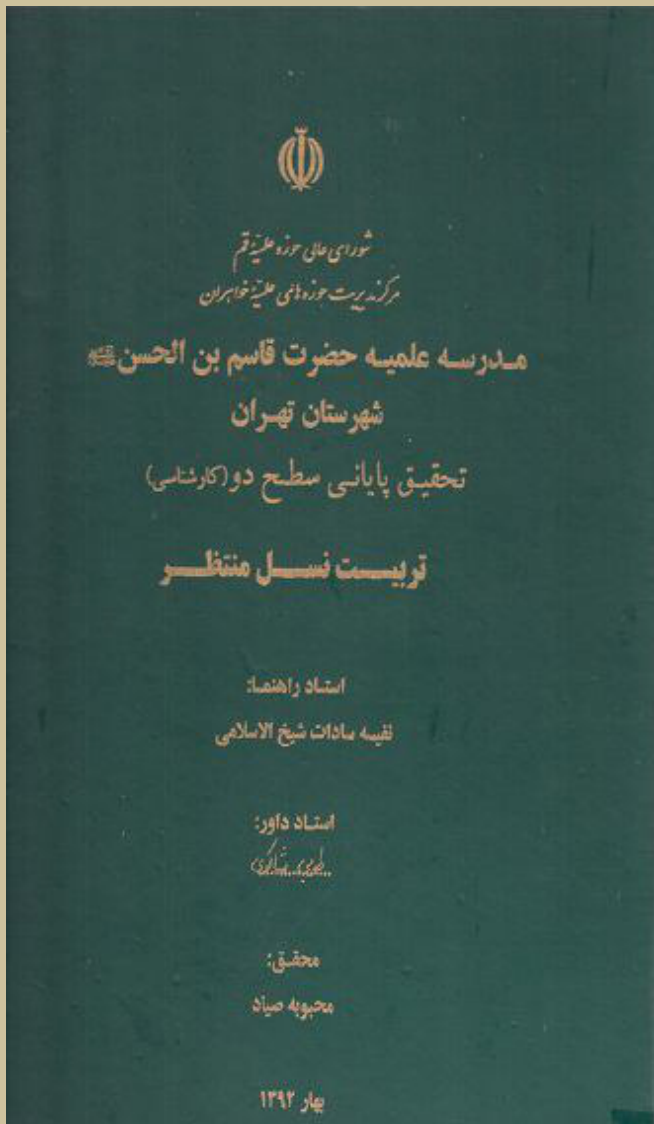 شورای عالی حوزه علمیه قم
مرکز مدیریت حوزه های علمیه خواهران
مدرسه علمیه حضرت قاسم بن الحسن
شهرستان تهران
تحقیق پایانی سطح دو (کارشناسی)
تربیت نسل منتظر
استاد راهنما:
نفیسه سادات شیخ الاسلامی
استاد داور:
محقق:
محبوبه صیاد
بهار ۱۳۹۲